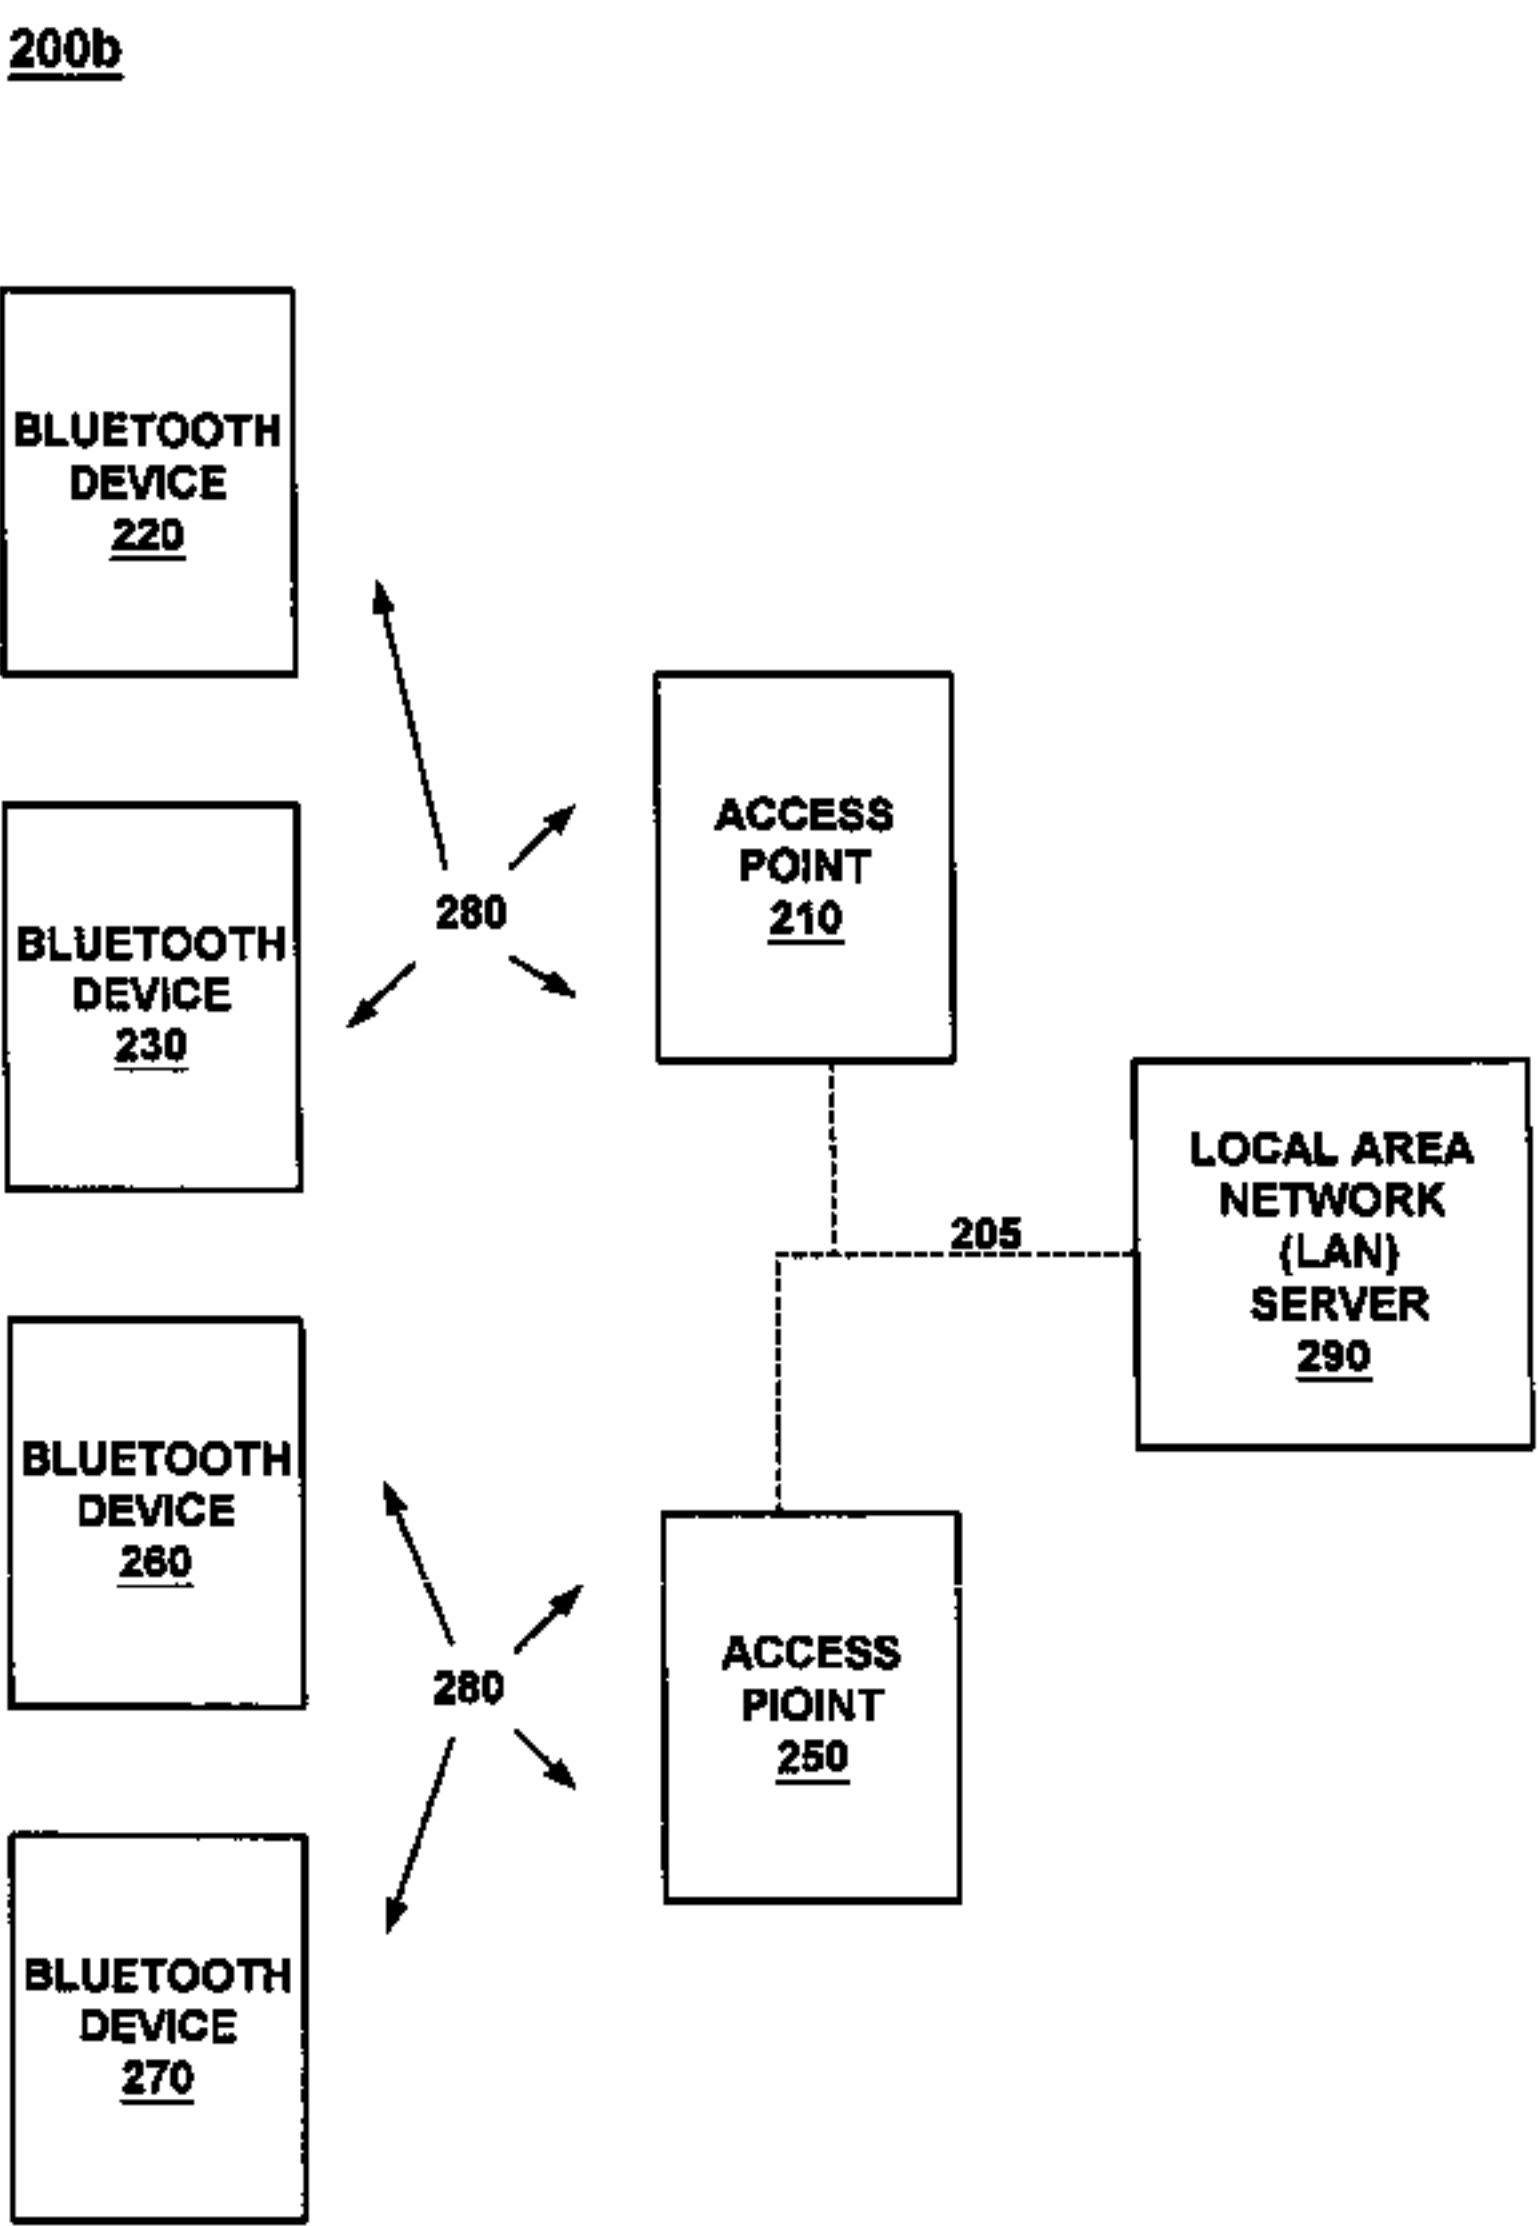 200b
BLUETOOTH
DEVICE
220
BLUETOOTH
DEVICE
230
280
ACCESS
POINT
210
205
LOCAL AREA
NETWORK
(LAN)
SERVER
290
BLUETOOTH
DEVICE
260
280
ACCESS
PIOINT
250
BLUETOOTH
DEVICE
270